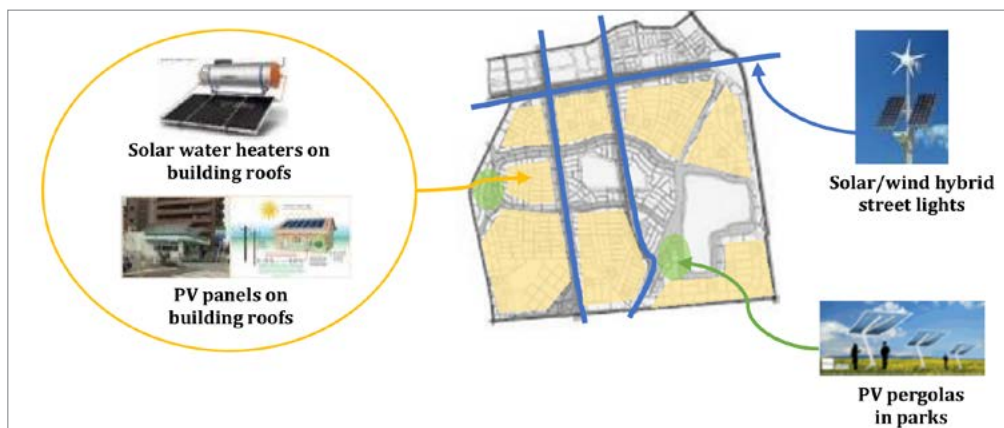 Solar water heaters on
building roofs
PV panels on
building roofs
Solar/wind hybrid
street lights
PV pergolas
in parks